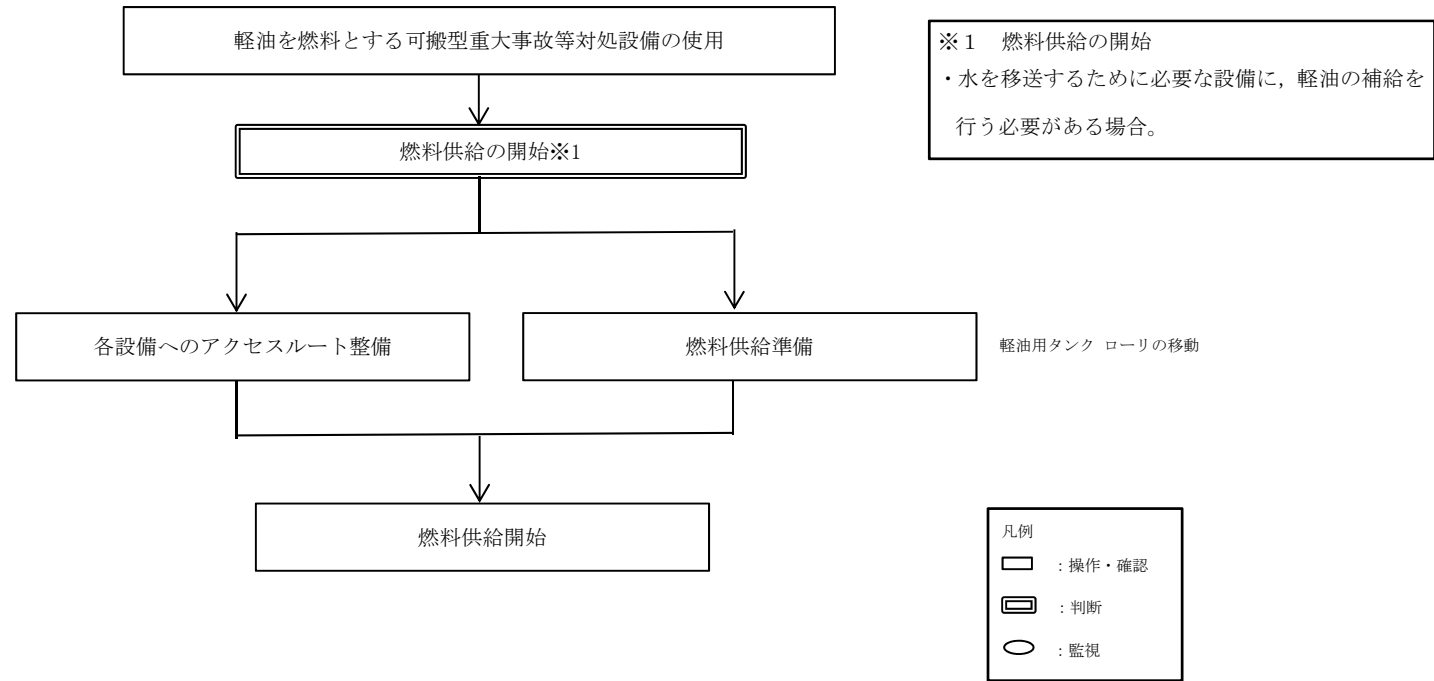 軽油を燃料とする可搬型重大事故等対処設備の使用
※1　燃料供給の開始
・水を移送するために必要な設備に，軽油の補給を
行う必要がある場合。
燃料供給の開始※1
各設備へのアクセスルート整備
燃料供給準備
軽油用タンク ローリの移動
燃料供給開始
凡例
：操作・確認
：判断
：監視